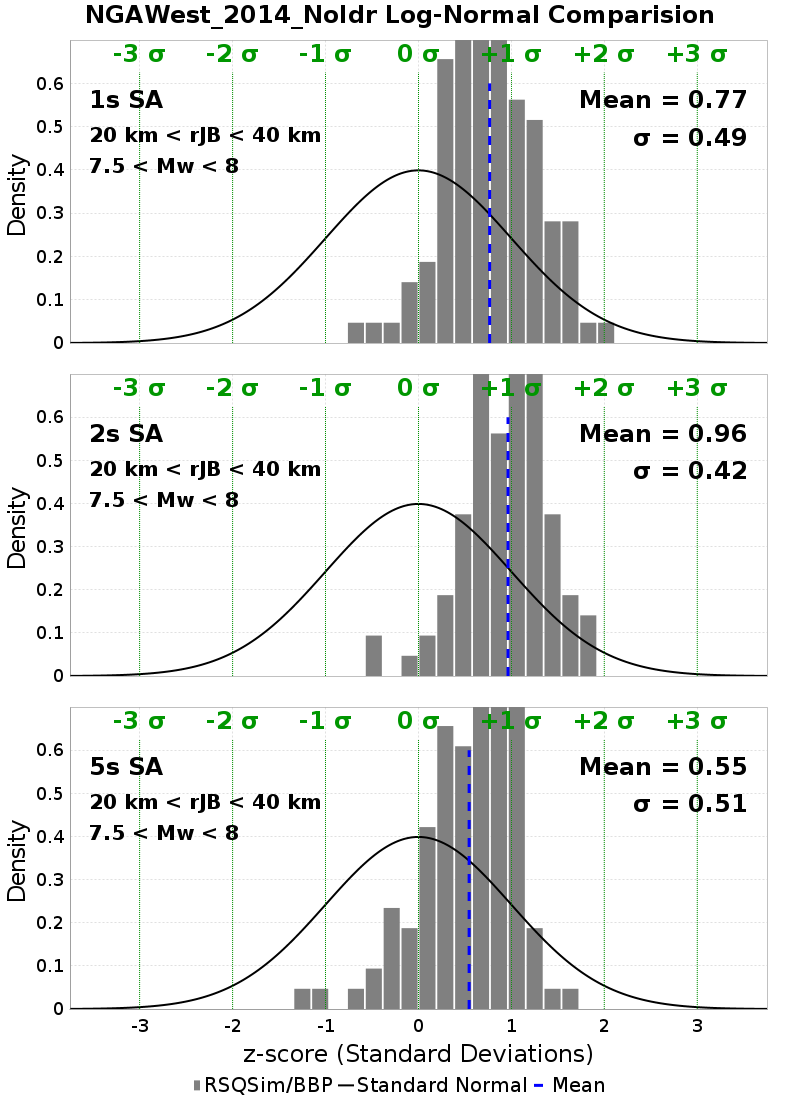 NGAWest_2014_NoIdr Log-Normal Comparision
-3 σ -2 σ -1 σ 0 σ +1 σ +2 σ +3 σ
1s SA
20 km < rJB < 40 km
7.5 < Mw < 8
Mean = 0.77
σ = 0.49
Density
0.6
0.5
0.4
0.3
0.2
0.1
0
-3 σ -2 σ -1 σ 0 σ +1 σ +2 σ +3 σ
2s SA
20 km < rJB < 40 km
7.5 < Mw < 8
Mean = 0.96
σ = 0.42
Density
0.6
0.5
0.4
0.3
0.2
0.1
0
-3 σ -2 σ -1 σ 0 σ +1 σ +2 σ +3 σ
5s SA
20 km < rJB < 40 km
7.5 < Mw < 8
Mean = 0.55
σ = 0.51
Density
0.6
0.5
0.4
0.3
0.2
0.1
0
-3 -2 -1 0 1 2 3
z-score (Standard Deviations)
RSQSim/BBP Standard Normal Mean